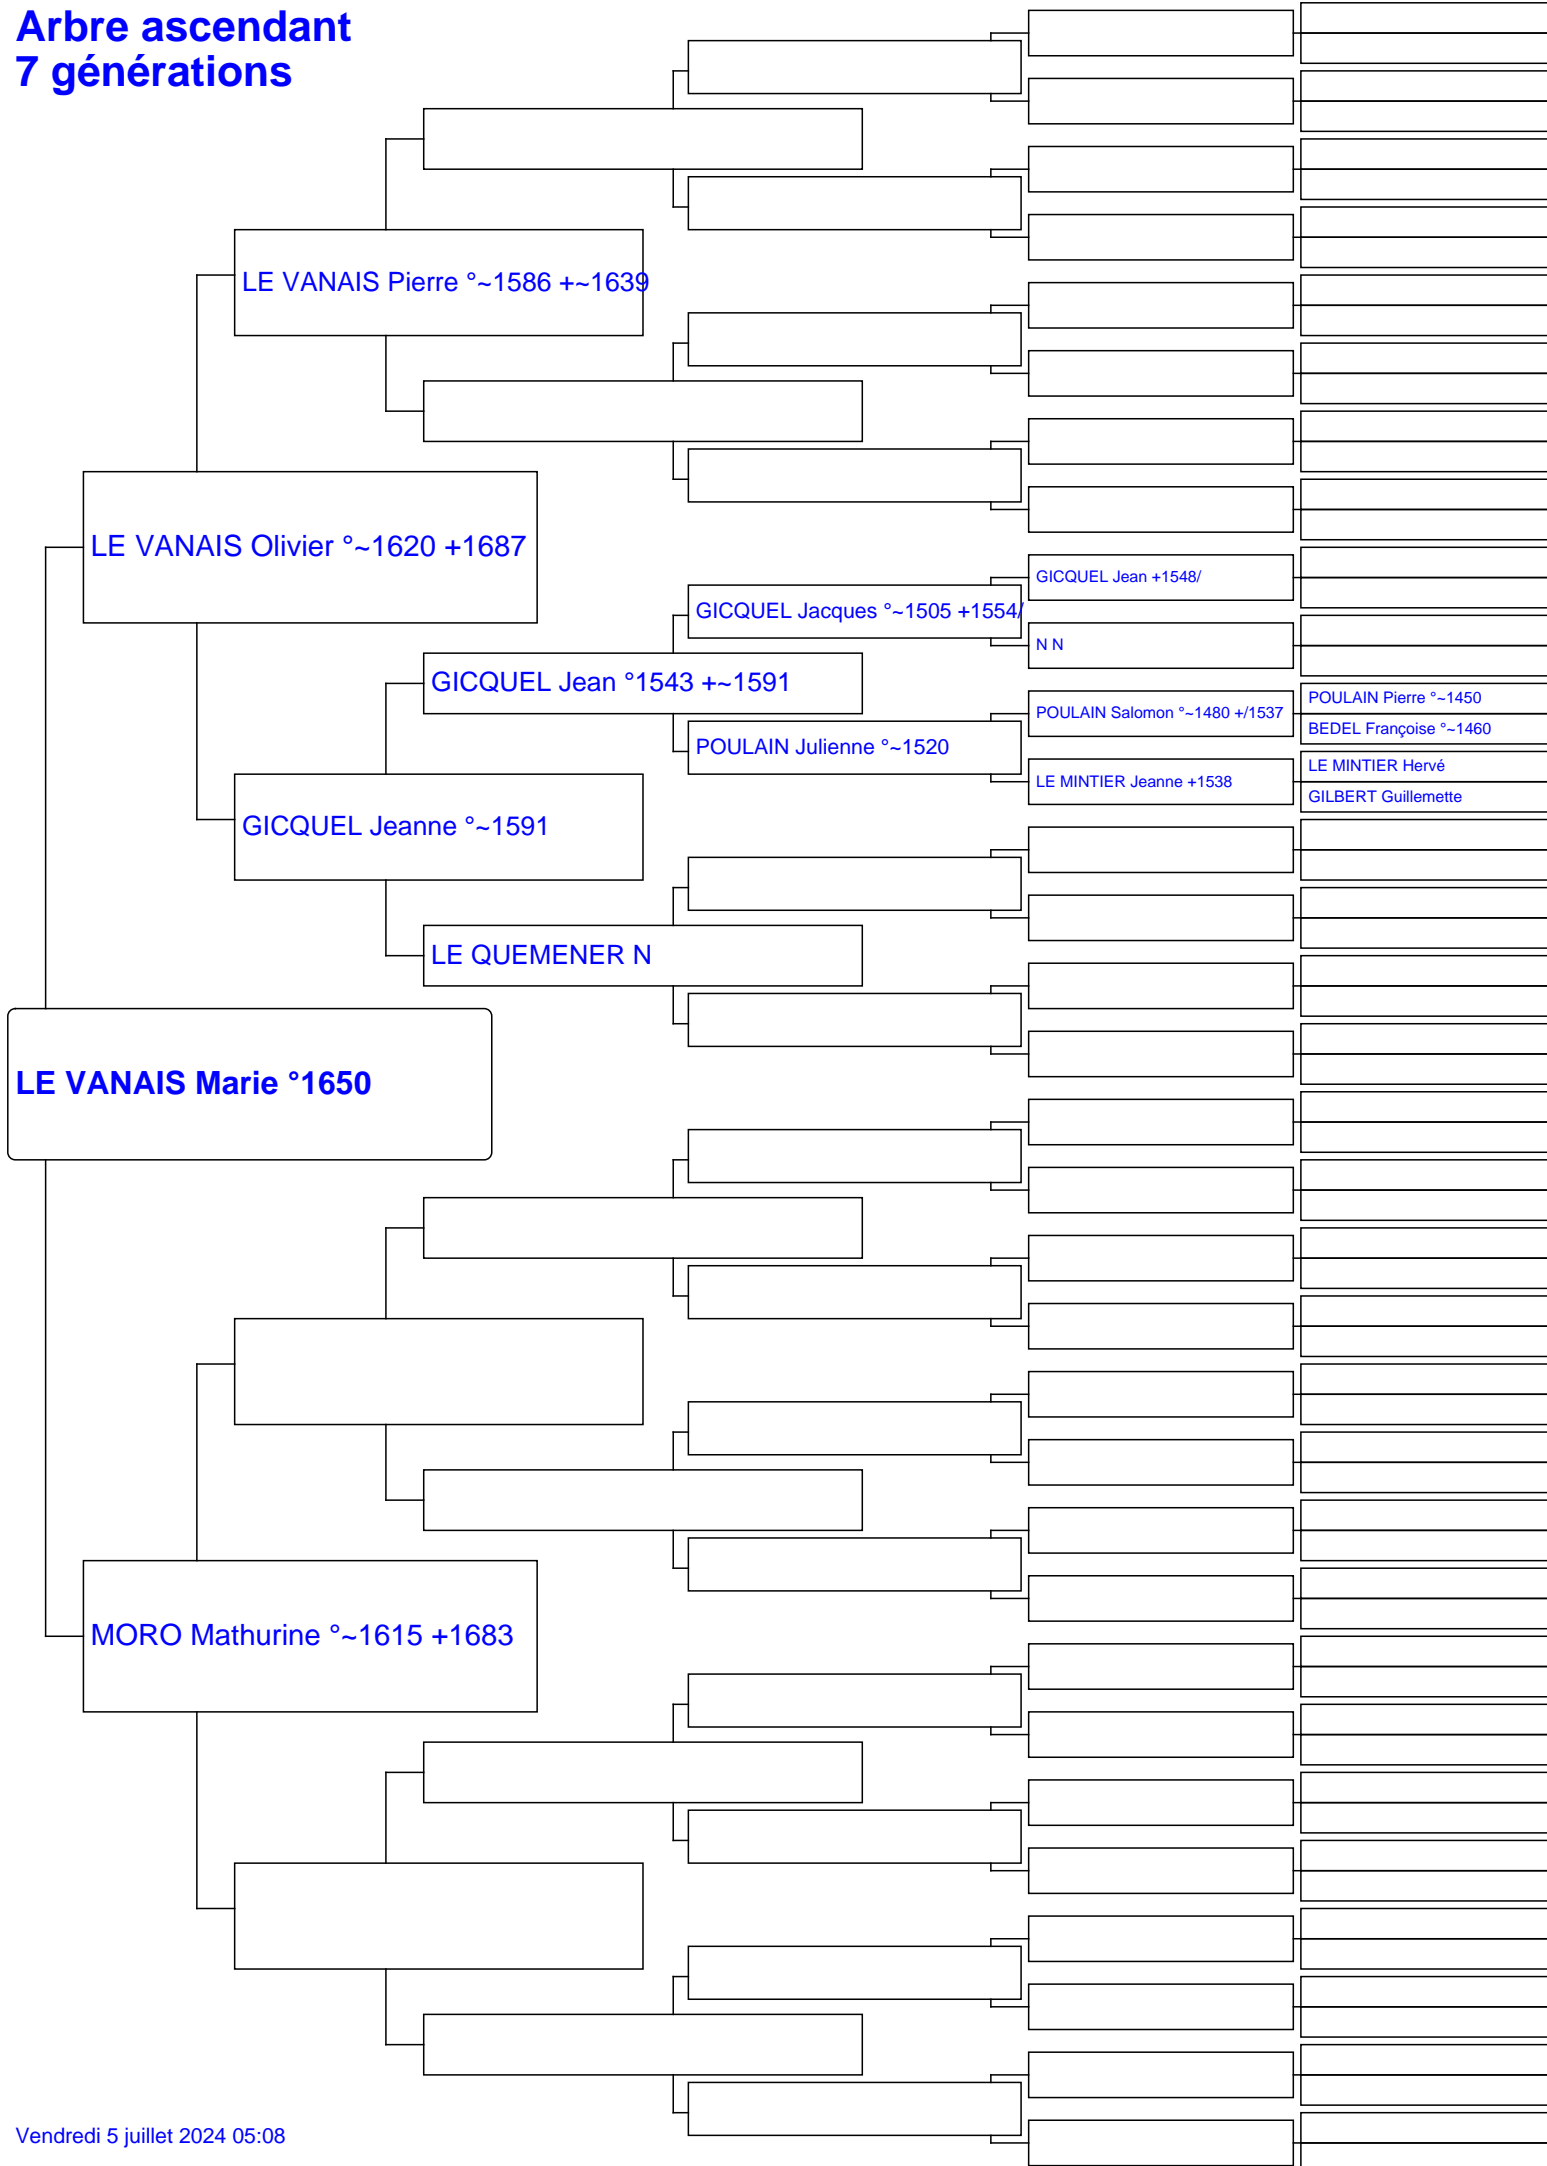 Arbre ascendant
7 générations
LE VANAIS Pierre °~1586 +~1639
LE VANAIS Olivier °~1620 +1687
GICQUEL Jean +1548/
GICQUEL Jacques °~1505 +1554/
N N
GICQUEL Jean °1543 +~1591
POULAIN Pierre °~1450
POULAIN Salomon °~1480 +/1537
BEDEL Françoise °~1460
POULAIN Julienne °~1520
LE MINTIER Hervé
LE MINTIER Jeanne +1538
GILBERT Guillemette
GICQUEL Jeanne °~1591
LE QUEMENER N
LE VANAIS Marie °1650
MORO Mathurine °~1615 +1683
Vendredi 5 juillet 2024 05:08